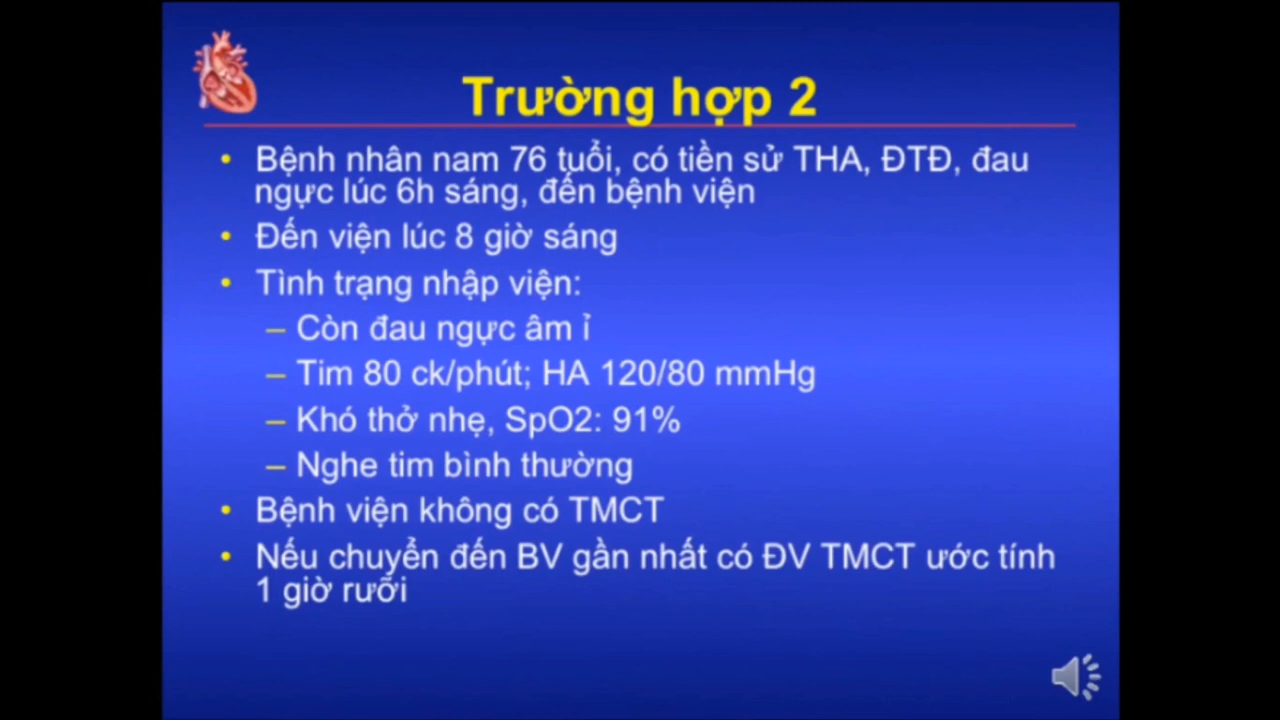 Trường hợp 2
• Bệnh nhân nam 76 tuổi, có tiền sử THA, ĐTĐ, đau
ngực lúc 6h sáng, đến bệnh viện
• Đến viện lúc 8 giờ sáng
• Tình trạng nhập viện:
– Còn đau ngực âm ỉ
– Tim 80 ck/phút; HA 120/80 mmHg
– Khó thở nhẹ, SpO2: 91%
– Nghe tim bình thường
• Bệnh viện không có TMCT
• Nếu chuyển đến BV gần nhất có ĐV TMCT ước tính
1 giờ rưỡi